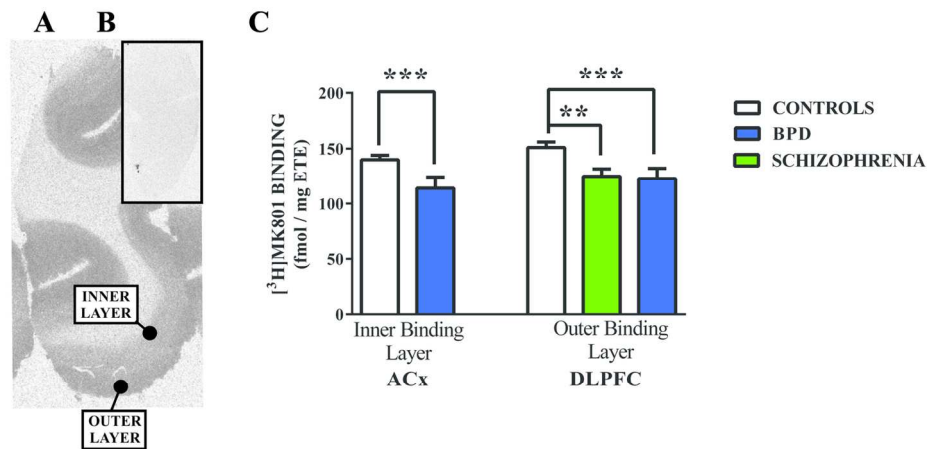 A B C
INNER
LAYER
OUTER
LAYER
[³H]MK801 BINDING
(fmol / mg ETE)
200
150
100
50
0
***
**
***
Inner Binding
Layer
ACx
Outer Binding
Layer
DLPFC
CONTROLS
BPD
SCHIZOPHRENIA